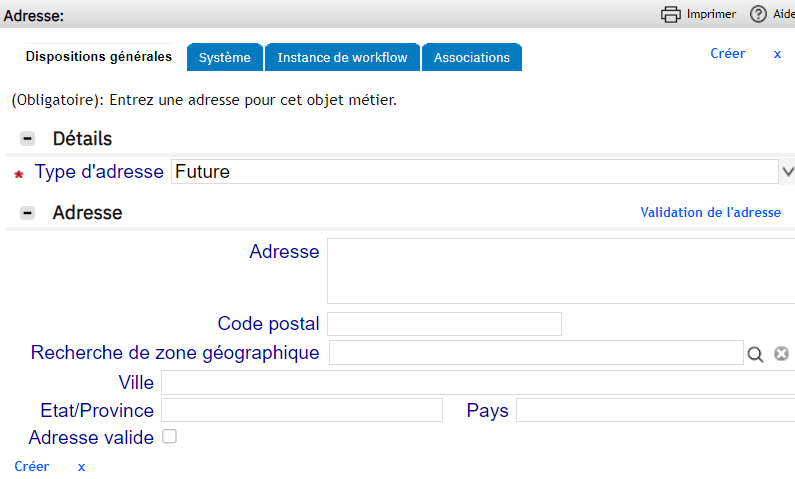 Adresse: Imprimer
Dispositions générales Système Instance de workflow Associations Créer x
(Obligatoire): Entrez une adresse pour cet objet métier.
Détails
* Type d'adresse Future
Adresse Validation de l'adresse
Adresse
Code postal
Recherche de zone géographique
Ville
Etat/Province Pays
Adresse valide
Créer x